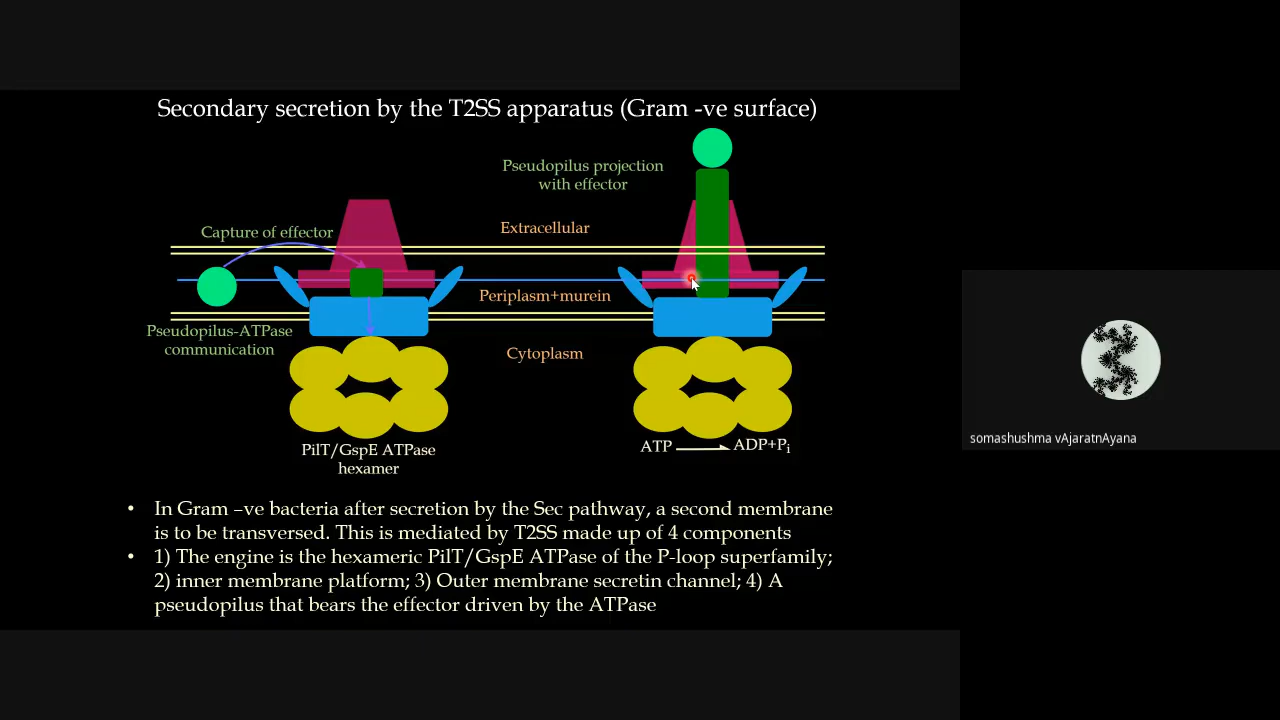 Secondary secretion by the T2SS apparatus (Gram -ve surface)
Pseudopilus projection
with effector
Capture of effector
Extracellular
Periplasm+murein
Pseudopilus-ATPase
communication
Cytoplasm
PilT/GspE ATPase
hexamer
ATP ADP+Pi
somashushma vAjaratnAyana
• In Gram –ve bacteria after secretion by the Sec pathway, a second membrane
is to be transversed. This is mediated by T2SS made up of 4 components
• 1) The engine is the hexameric PilT/GspE ATPase of the P-loop superfamily;
2) inner membrane platform; 3) Outer membrane secretin channel; 4) A
pseudopilus that bears the effector driven by the ATPase